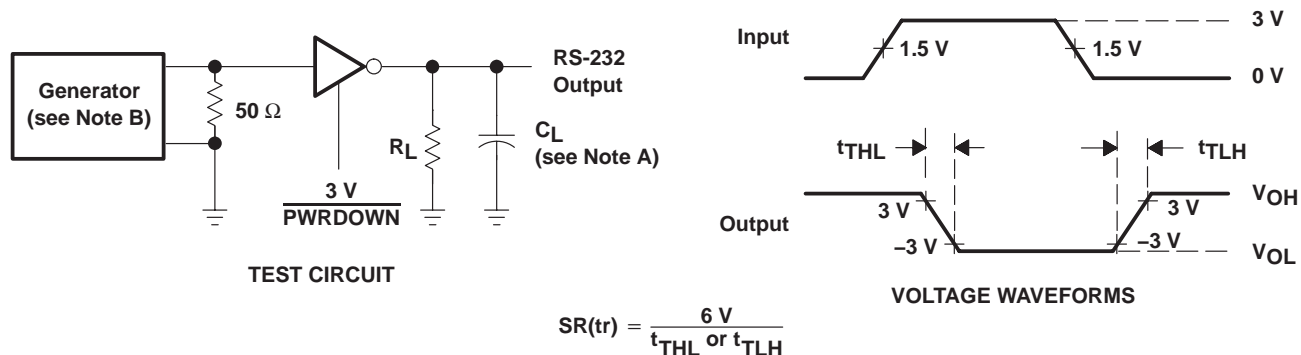 Generator
(see Note B)
50 Ω
3 V
PWRDOWN
RL
CL
(see Note A)
RS-232
Output
TEST CIRCUIT
Input
1.5 V
1.5 V
3 V
0 V
tTHL
tTLH
Output
3 V
–3 V
3 V
–3 V
VOH
VOL
VOLTAGE WAVEFORMS
SR(tr) = 6 V / tTHL or tTLH